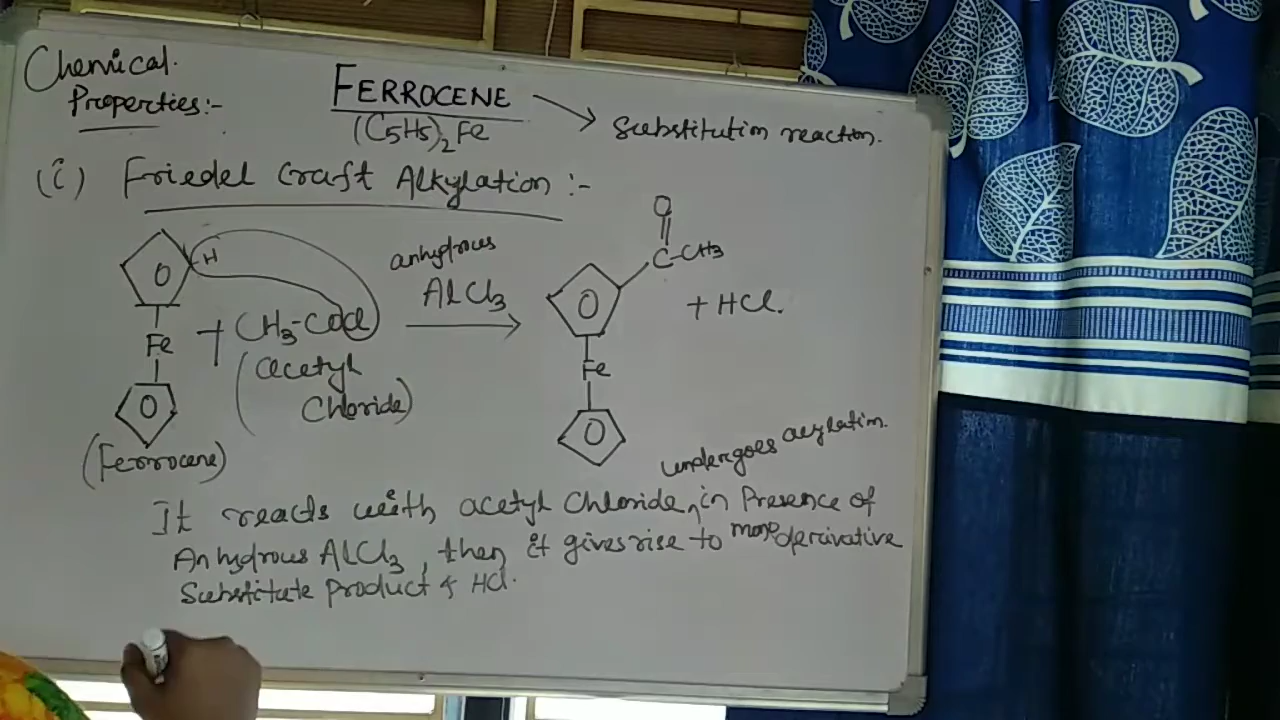 Chemical
Properties:-
FERROCENE
(C5H5)2Fe
Substitution reaction.
(i) Friedel Craft Alkylation :-
H
O
Fe
O
(Ferrocene)
+ CH3-COCl
(acetyl
Chloride)
anhydrous
AlCl3
O
C-CH3
O
Fe
O
+ HCl.
undergoes acylation.
It reacts with acetyl Chloride, in Presence of
Anhydrous AlCl3, then it gives rise to mono derivative
Substitute Product & HCl.